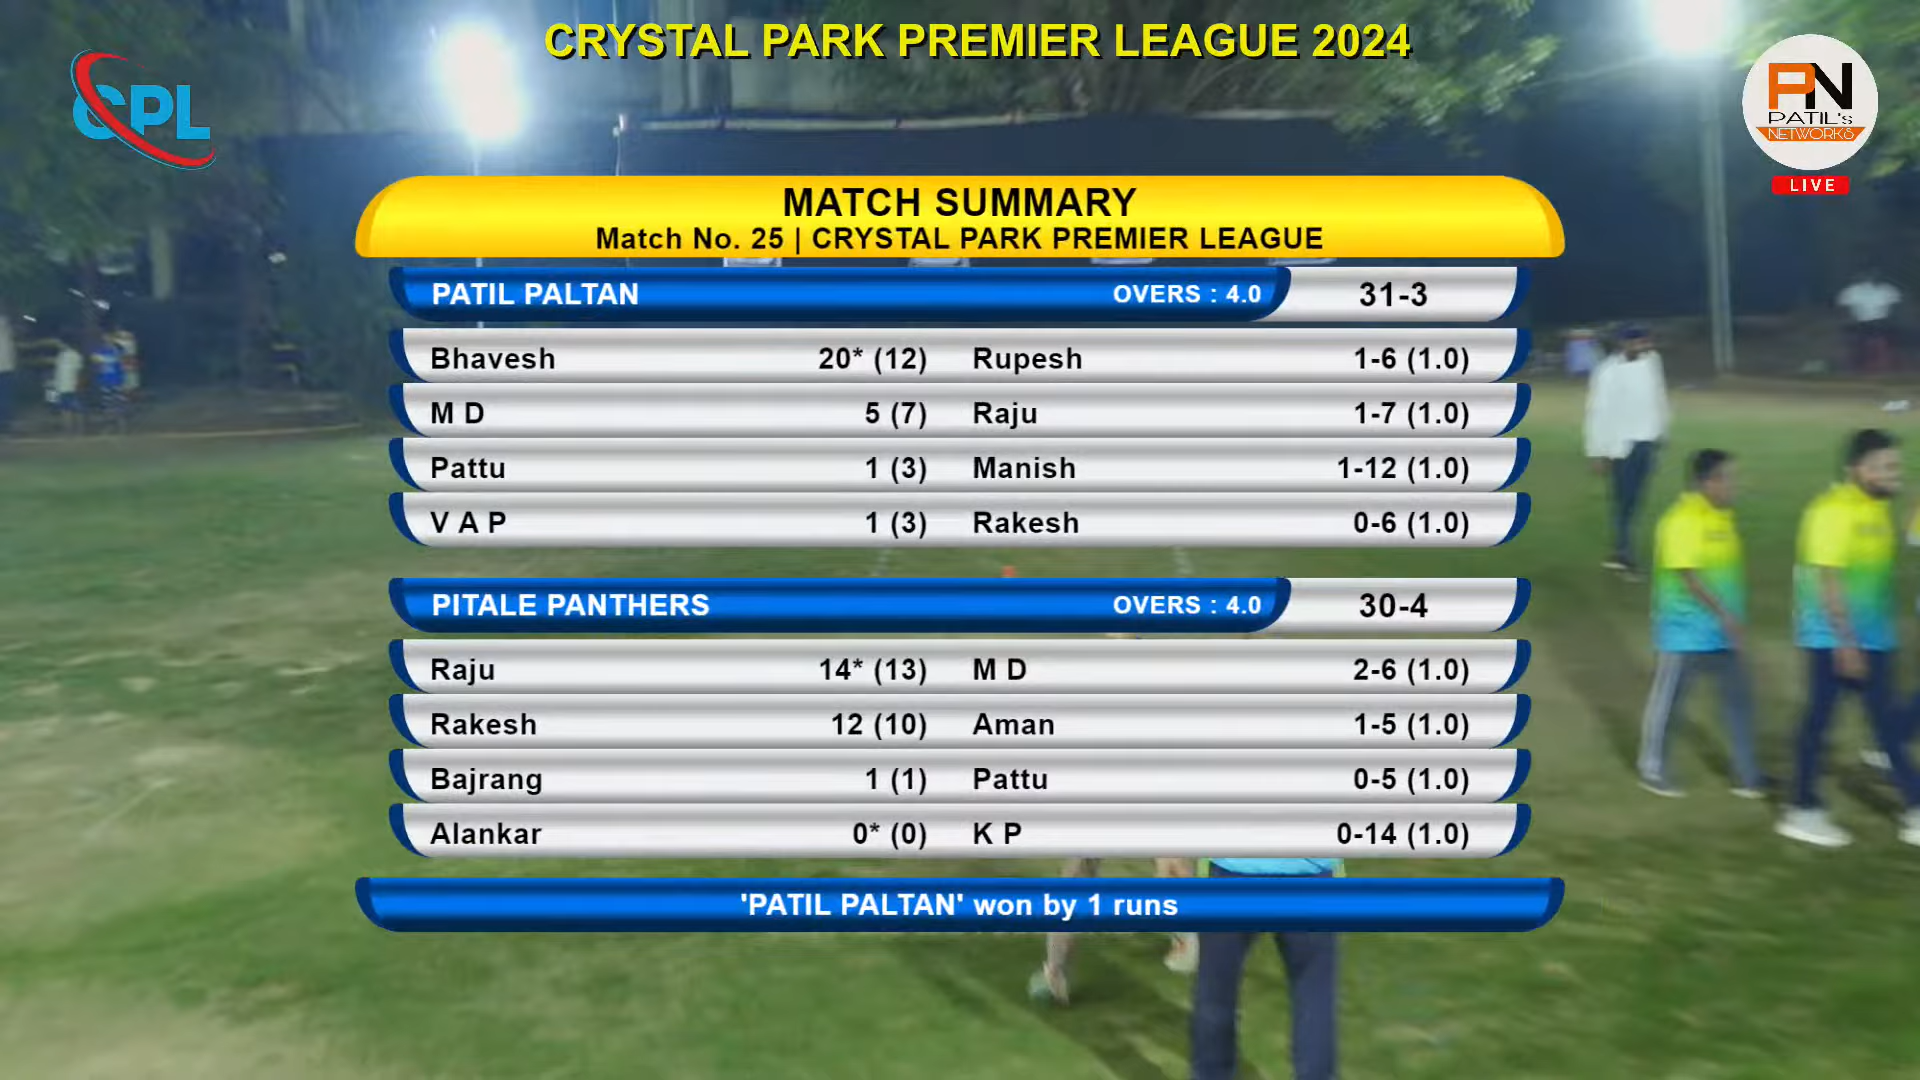 CRYSTAL PARK PREMIER LEAGUE 2024
CPL
PN
PATIL's
NETWORKS
LIVE
MATCH SUMMARY
Match No. 25 | CRYSTAL PARK PREMIER LEAGUE
PATIL PALTAN OVERS : 4.0 31-3
Bhavesh 20* (12) Rupesh 1-6 (1.0)
M D 5 (7) Raju 1-7 (1.0)
Pattu 1 (3) Manish 1-12 (1.0)
V A P 1 (3) Rakesh 0-6 (1.0)
PITALE PANTHERS OVERS : 4.0 30-4
Raju 14* (13) M D 2-6 (1.0)
Rakesh 12 (10) Aman 1-5 (1.0)
Bajrang 1 (1) Pattu 0-5 (1.0)
Alankar 0* (0) K P 0-14 (1.0)
'PATIL PALTAN' won by 1 runs